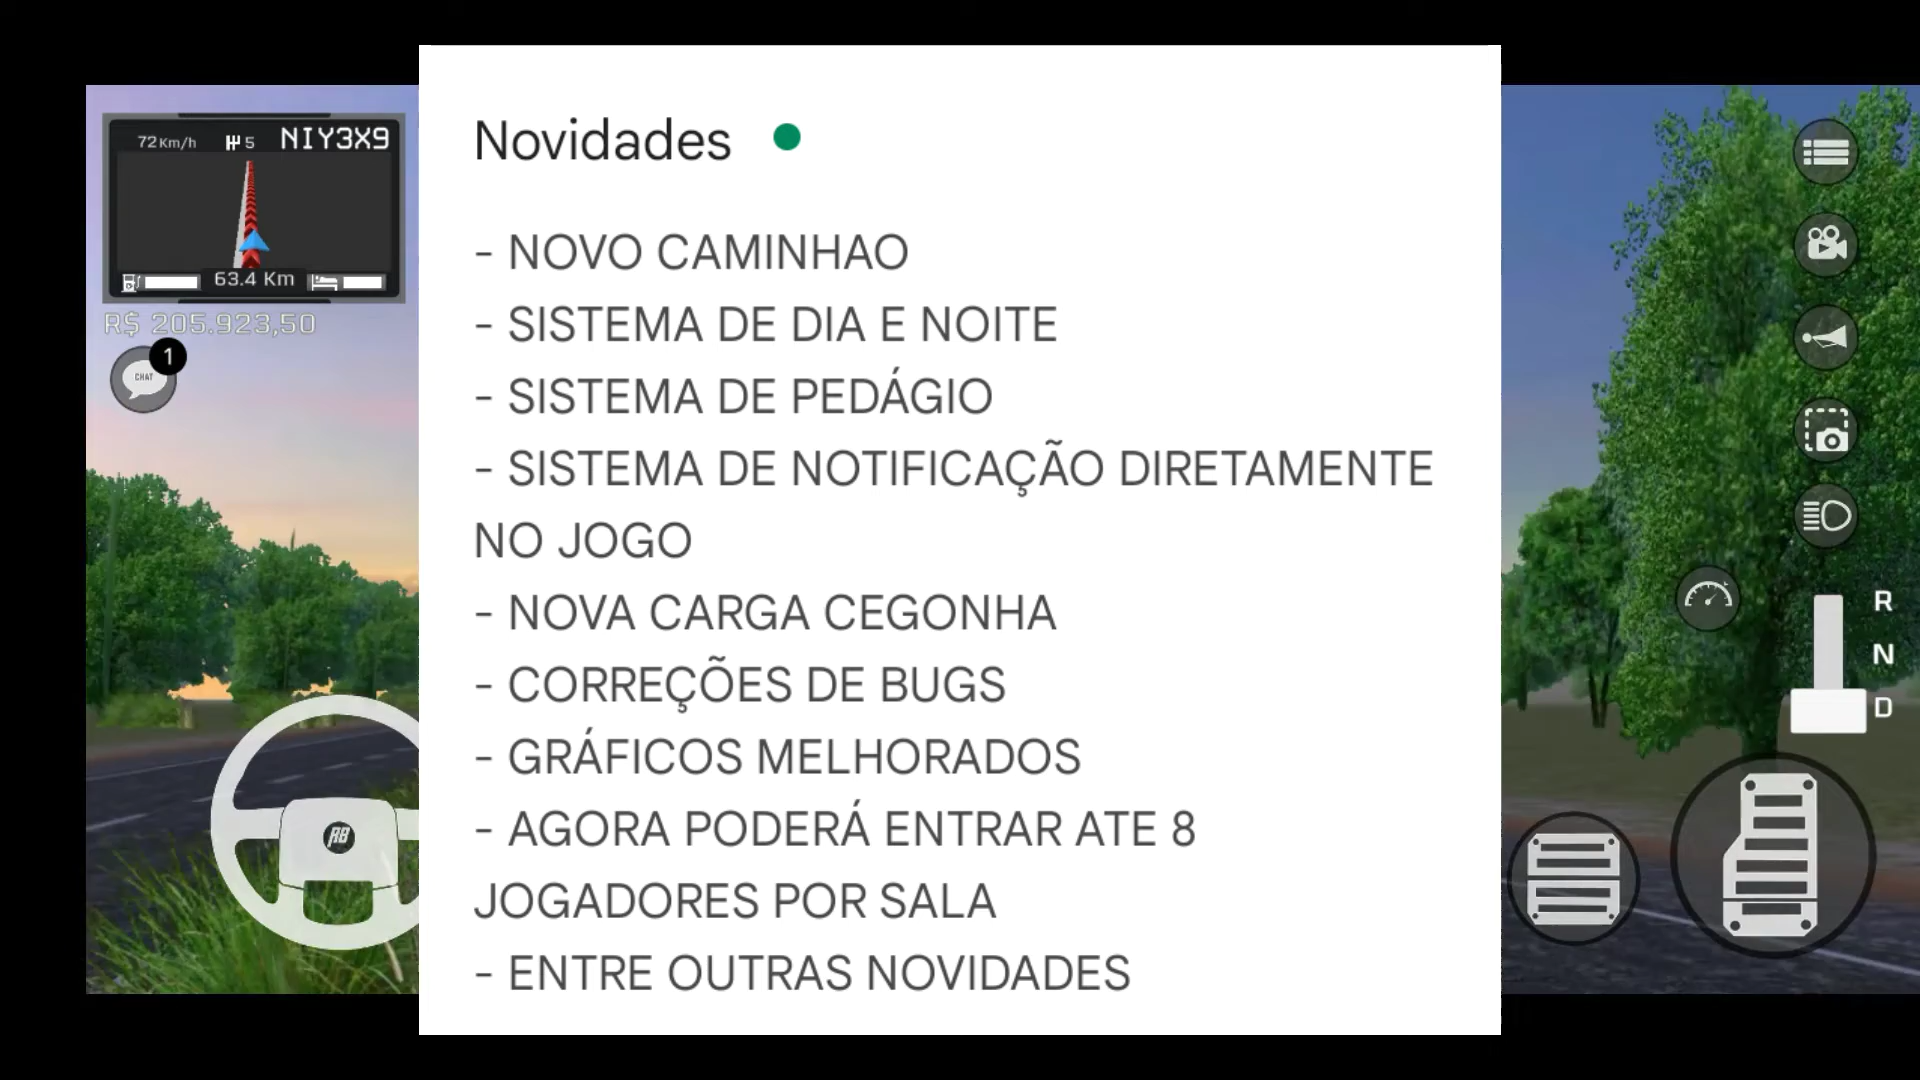 72 Km/h
5
NIY3X9
63.4 Km
R$ 205.923,50
CHAT
1
Novidades
- NOVO CAMINHAO
- SISTEMA DE DIA E NOITE
- SISTEMA DE PEDÁGIO
- SISTEMA DE NOTIFICAÇÃO DIRETAMENTE
NO JOGO
- NOVA CARGA CEGONHA
- CORREÇÕES DE BUGS
- GRÁFICOS MELHORADOS
- AGORA PODERÁ ENTRAR ATE 8
JOGADORES POR SALA
- ENTRE OUTRAS NOVIDADES
R
N
D